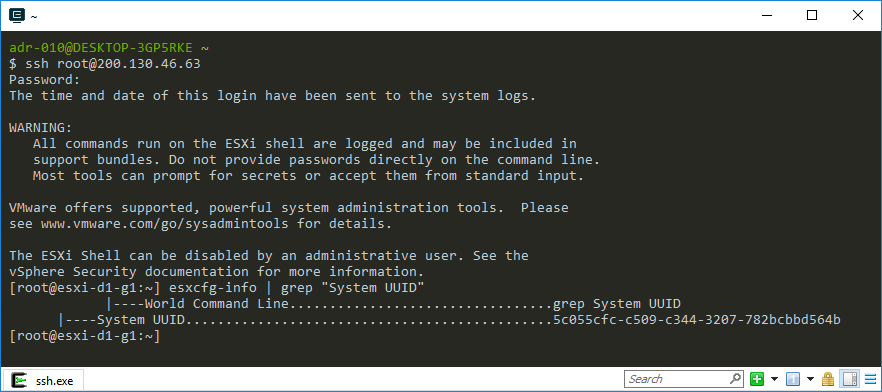 ~
adr-010@DESKTOP-3GP5RKE ~
$ ssh root@200.130.46.63
Password:
The time and date of this login have been sent to the system logs.
WARNING:
All commands run on the ESXi shell are logged and may be included in
support bundles. Do not provide passwords directly on the command line.
Most tools can prompt for secrets or accept them from standard input.
VMware offers supported, powerful system administration tools.  Please
see www.vmware.com/go/sysadmintools for details.
The ESXi Shell can be disabled by an administrative user. See the
vSphere Security documentation for more information.
[root@esxi-d1-g1:~] esxcfg-info | grep "System UUID"
|----World Command Line.................................grep System UUID
|----System UUID..............................................5c055cfc-c509-c344-3207-782bcbbd564b
[root@esxi-d1-g1:~]
ssh.exe
Search